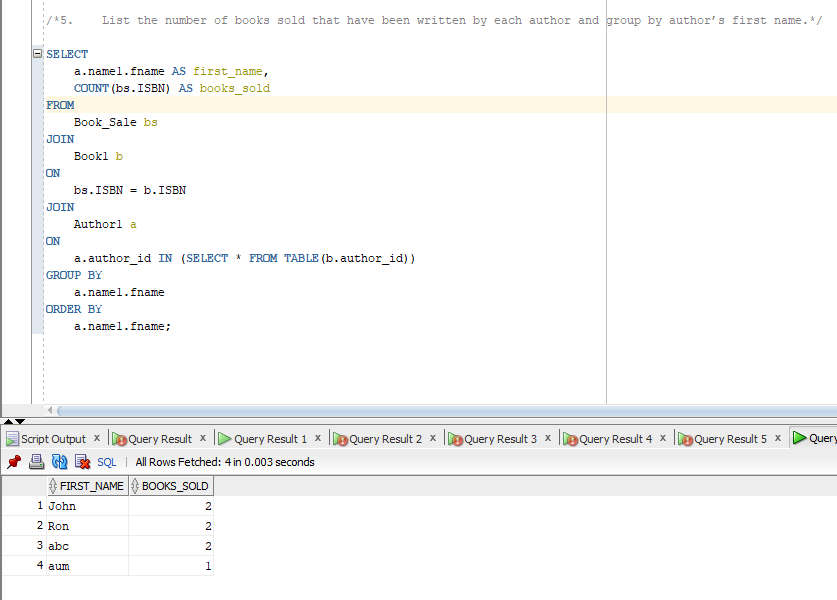 /*5.    List the number of books sold that have been written by each author and group by author's first name.*/
SELECT
    a.name1.fname AS first_name,
    COUNT(bs.ISBN) AS books_sold
FROM
    Book_Sale bs
JOIN
    Book1 b
ON
    bs.ISBN = b.ISBN
JOIN
    Author1 a
ON
    a.author_id IN (SELECT * FROM TABLE(b.author_id))
GROUP BY
    a.name1.fname
ORDER BY
    a.name1.fname;
Script Output x Query Result x Query Result 1 x Query Result 2 x Query Result 3 x Query Result 4 x Query Result 5 x Query
SQL | All Rows Fetched: 4 in 0.003 seconds
FIRST_NAME BOOKS_SOLD
1 John 2
2 Ron 2
3 abc 2
4 aum 1